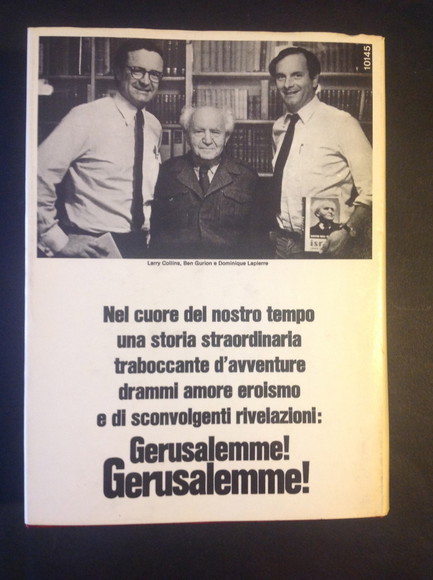 10145
Larry Collins, Ben Gurion e Dominique Lapierre
Nel cuore del nostro tempo
una storia straordinaria
traboccante d'avventure
drammi amore eroismo
e di sconvolgenti rivelazioni:
Gerusalemme!
Gerusalemme!